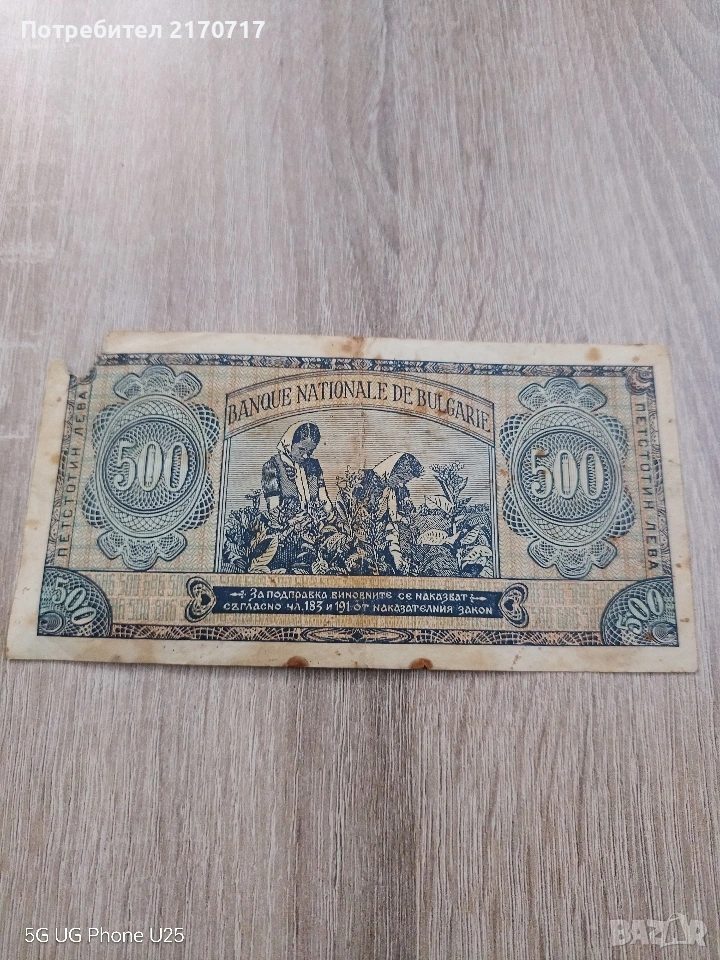 Потребител 2170717
BANQUE NATIONALE DE BULGARIE
ПЕТСТОТИН ЛЕВА
500
500
ПЕТСТОТИН ЛЕВА
500
ЗА ПОДПРАВКА ВИНОВНИТЕ СЕ НАКАЗВАТ
СЪГЛАСНО ЧЛ. 183 И 191 ОТ НАКАЗАТЕЛНИЯ ЗАКОН
500
5G UG Phone U25
BAZAR